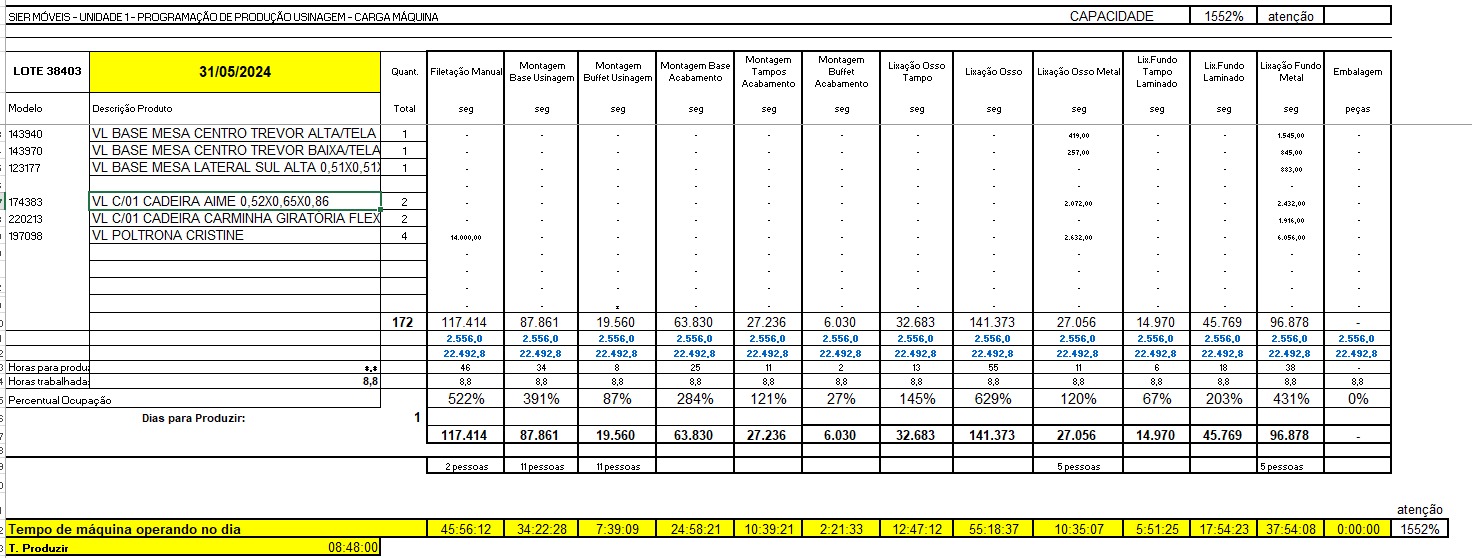 SIER MÓVEIS - UNIDADE 1 - PROGRAMAÇÃO DE PRODUÇÃO USINAGEM - CARGA MÁQUINA CAPACIDADE 1552% atenção
LOTE 38403 31/05/2024 Quant. Filetação Manual Montagem Base Usinagem Montagem Buffet Usinagem Montagem Base Acabamento Montagem Tampos Acabamento Montagem Buffet Acabamento Lixação Osso Tampo Lixação Osso Lixação Osso Metal Lix.Fundo Tampo Laminado Lix.Fundo Laminado Lixação Fundo Metal Embalagem
Modelo Descrição Produto Total seg seg seg seg seg seg seg seg seg seg seg seg peças
143940 VL BASE MESA CENTRO TREVOR ALTA/TELA 1 - - - - - - - - 419,00 - - 1.545,00 -
143970 VL BASE MESA CENTRO TREVOR BAIXA/TELA 1 - - - - - - - - 257,00 - - 845,00 -
123177 VL BASE MESA LATERAL SUL ALTA 0,51X0,51X 1 - - - - - - - - - - - 883,00 -
- - - - - - - - - - - - -
174383 VL C/01 CADEIRA AIME 0,52X0,65X0,86 2 - - - - - - - - 2.072,00 - - 2.432,00 -
220213 VL C/01 CADEIRA CARMINHA GIRATÓRIA FLEX 2 - - - - - - - - - - - 1.916,00 -
197098 VL POLTRONA CRISTINE 4 14.000,00 - - - - - - - 2.632,00 - - 6.056,00 -
- - - - - - - - - - - - -
- - - - - - - - - - - - -
- - - - - - - - - - - - -
- - - - - - - - - - - -
172 117.414 87.861 19.560 63.830 27.236 6.030 32.683 141.373 27.056 14.970 45.769 96.878 -
2.556,0 2.556,0 2.556,0 2.556,0 2.556,0 2.556,0 2.556,0 2.556,0 2.556,0 2.556,0 2.556,0 2.556,0 2.556,0
22.492,8 22.492,8 22.492,8 22.492,8 22.492,8 22.492,8 22.492,8 22.492,8 22.492,8 22.492,8 22.492,8 22.492,8 22.492,8
Horas para produz 46 34 8 25 11 2 13 55 11 6 18 38 -
Horas trabalhadas 8,8 8,8 8,8 8,8 8,8 8,8 8,8 8,8 8,8 8,8 8,8 8,8 8,8 8,8
Percentual Ocupação 522% 391% 87% 284% 121% 27% 145% 629% 120% 67% 203% 431% 0%
Dias para Produzir: 1
117.414 87.861 19.560 63.830 27.236 6.030 32.683 141.373 27.056 14.970 45.769 96.878 -
2 pessoas 11 pessoas 11 pessoas 5 pessoas 5 pessoas
atenção
Tempo de máquina operando no dia 45:56:12 34:22:28 7:39:09 24:58:21 10:39:21 2:21:33 12:47:12 55:18:37 10:35:07 5:51:25 17:54:23 37:54:08 0:00:00 1552%
T. Produzir 08:48:00